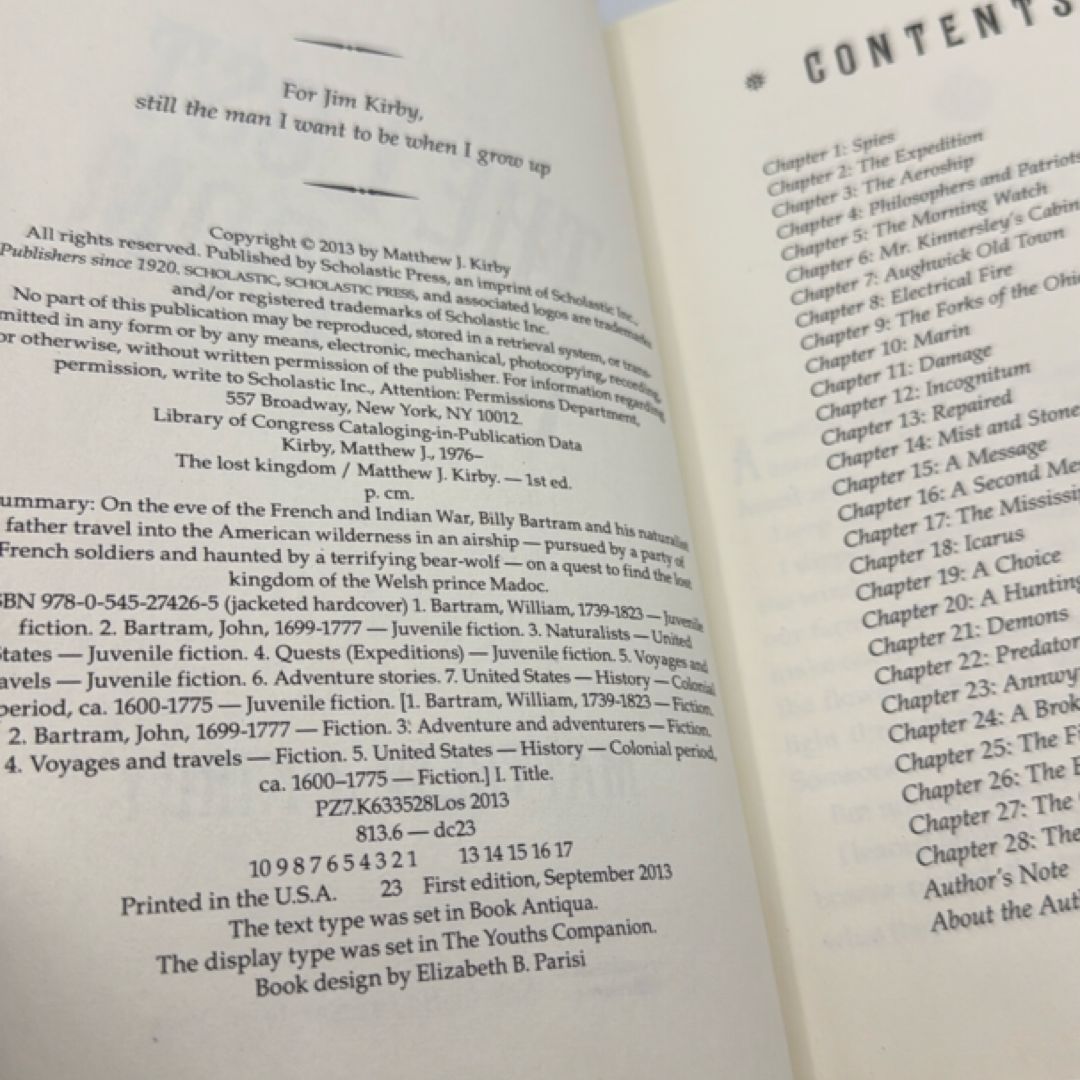 For Jim Kirby,
still the man I want to be when I grow up
Copyright © 2013 by Matthew J. Kirby
All rights reserved. Published by Scholastic Press, an imprint of Scholastic Inc.,
Publishers since 1920. SCHOLASTIC, SCHOLASTIC PRESS, and associated logos are trademarks
and/or registered trademarks of Scholastic Inc.
No part of this publication may be reproduced, stored in a retrieval system, or trans-
mitted in any form or by any means, electronic, mechanical, photocopying, recording,
or otherwise, without written permission of the publisher. For information regarding
permission, write to Scholastic Inc., Attention: Permissions Department,
557 Broadway, New York, NY 10012.
Library of Congress Cataloging-in-Publication Data
Kirby, Matthew J., 1976–
The lost kingdom / Matthew J. Kirby. — 1st ed.
p. cm.
ummary: On the eve of the French and Indian War, Billy Bartram and his naturalist
father travel into the American wilderness in an airship — pursued by a party of
French soldiers and haunted by a terrifying bear-wolf — on a quest to find the lost
kingdom of the Welsh prince Madoc.
SBN 978-0-545-27426-5 (jacketed hardcover) 1. Bartram, William, 1739-1823 — Juvenile
fiction. 2. Bartram, John, 1699-1777 — Juvenile fiction. 3. Naturalists — United
States — Juvenile fiction. 4. Quests (Expeditions) — Juvenile fiction. 5. Voyages and
avels — Juvenile fiction. 6. Adventure stories. 7. United States — History — Colonial
period, ca. 1600-1775 — Juvenile fiction. [1. Bartram, William, 1739-1823 — Fiction.
2. Bartram, John, 1699-1777 — Fiction. 3. Adventure and adventurers — Fiction.
4. Voyages and travels — Fiction. 5. United States — History — Colonial period,
ca. 1600–1775 — Fiction.] I. Title.
PZ7.K633528Los 2013
813.6 — dc23
10 9 8 7 6 5 4 3 2 1 13 14 15 16 17
Printed in the U.S.A. 23 First edition, September 2013
The text type was set in Book Antiqua.
The display type was set in The Youths Companion.
Book design by Elizabeth B. Parisi
CONTENTS
Chapter 1: Spies
Chapter 2: The Expedition
Chapter 3: The Aeroship
Chapter 4: Philosophers and Patriots
Chapter 5: The Morning Watch
Chapter 6: Mr. Kinnersley's Cabin
Chapter 7: Aughwick Old Town
Chapter 8: Electrical Fire
Chapter 9: The Forks of the Ohio
Chapter 10: Marin
Chapter 11: Damage
Chapter 12: Incognitum
Chapter 13: Repaired
Chapter 14: Mist and Stone
Chapter 15: A Message
Chapter 16: A Second Mes
Chapter 17: The Mississi
Chapter 18: Icarus
Chapter 19: A Choice
Chapter 20: A Hunting
Chapter 21: Demons
Chapter 22: Predator
Chapter 23: Annwy
Chapter 24: A Brok
Chapter 25: The Fi
Chapter 26: The
Chapter 27: The
Chapter 28: The
Author's Note
About the Aut